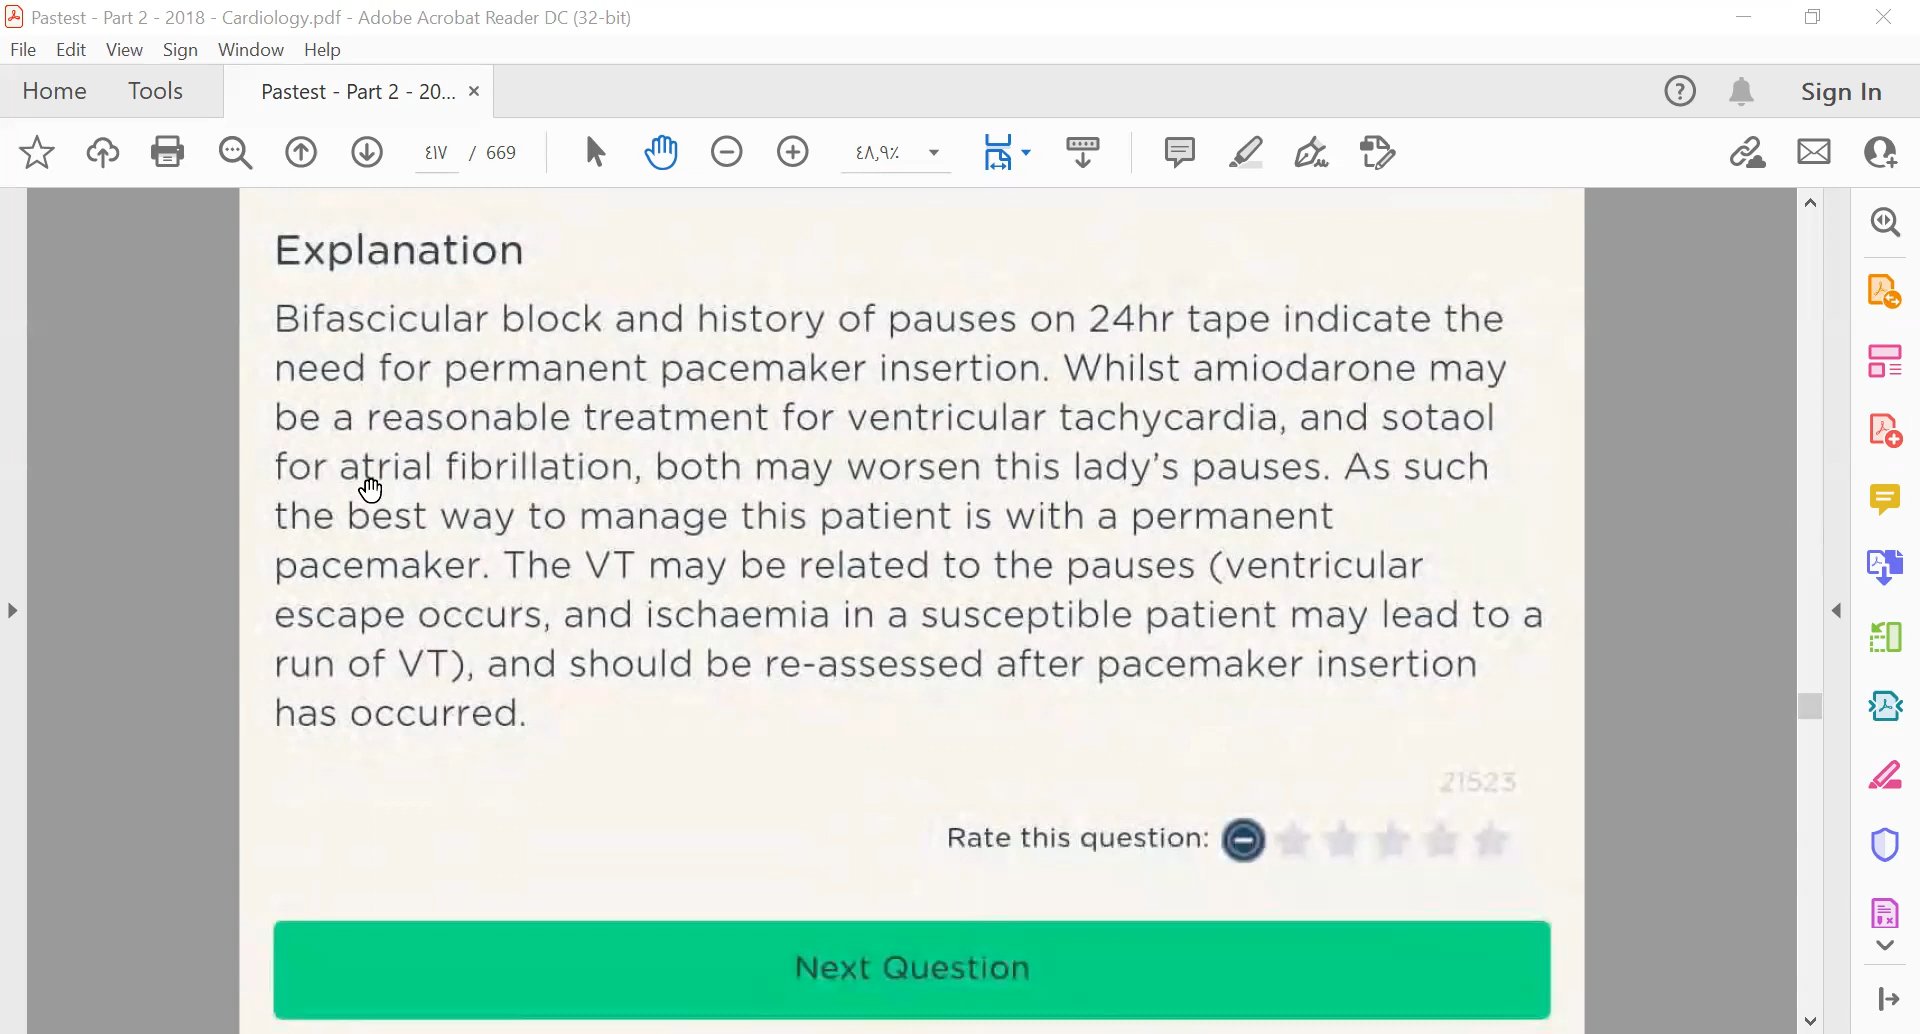 Pastest - Part 2 - 2018 - Cardiology.pdf - Adobe Acrobat Reader DC (32-bit)
File Edit View Sign Window Help
Home Tools Pastest - Part 2 - 20... × Sign In
٤١٧ / 669 ٤٨,٩٪
Explanation
Bifascicular block and history of pauses on 24hr tape indicate the
need for permanent pacemaker insertion. Whilst amiodarone may
be a reasonable treatment for ventricular tachycardia, and sotaol
for atrial fibrillation, both may worsen this lady's pauses. As such
the best way to manage this patient is with a permanent
pacemaker. The VT may be related to the pauses (ventricular
escape occurs, and ischaemia in a susceptible patient may lead to a
run of VT), and should be re-assessed after pacemaker insertion
has occurred.
21523
Rate this question:
Next Question